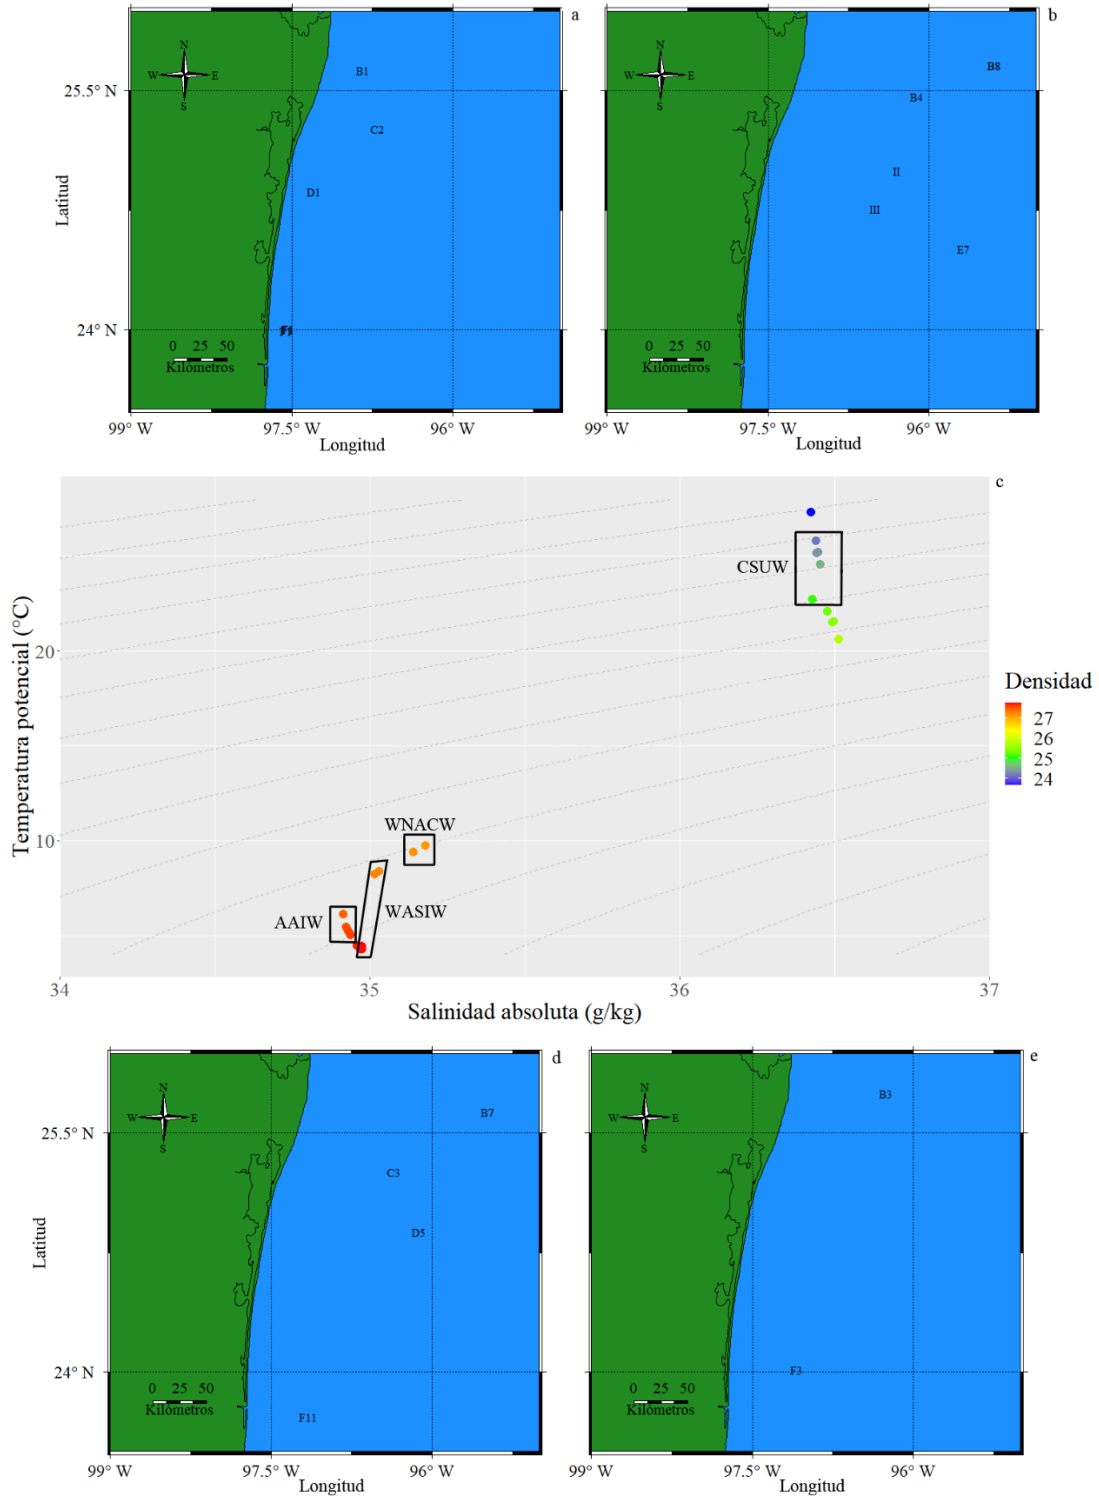 a
N
W E
S
B1
25.5° N
C2
D1
Latitud
24° N
0 25 50
Kilómetros
99° W 97.5° W 96° W
Longitud
b
N
W E
S
B8
B4
II
III
E7
0 25 50
Kilómetros
99° W 97.5° W 96° W
Longitud
c
Temperatura potencial (°C)
20
10
CSUW
WNACW
WASIW
AAIW
34 35 36 37
Salinidad absoluta (g/kg)
Densidad
27
26
25
24
d
N
W E
S
B7
25.5° N
C3
D5
Latitud
24° N
0 25 50
Kilómetros
F11
99° W 97.5° W 96° W
Longitud
e
N
W E
S
B3
F3
0 25 50
Kilómetros
99° W 97.5° W 96° W
Longitud